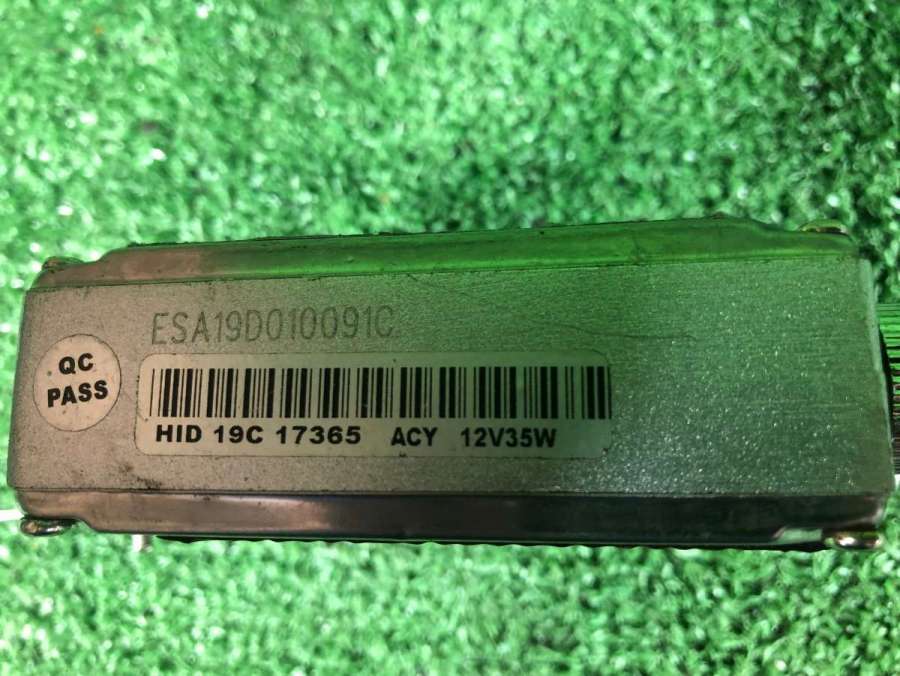 ESA19D010091C
QC
PASS
HID 19C 17365 ACY 12V35W